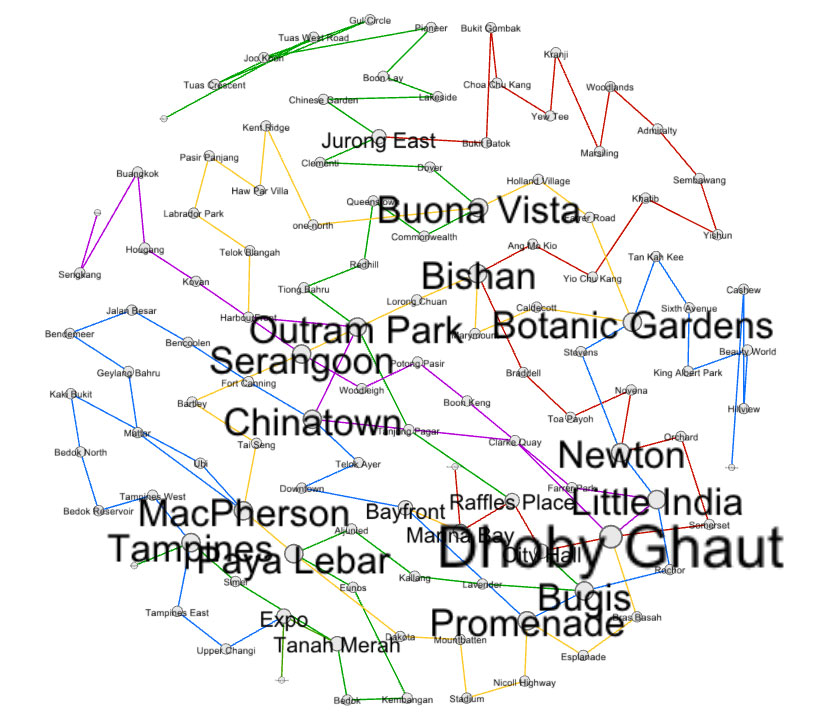 Gul Circle
Pioneer
Bukit Gombak
Tuas West Road
Joo Koon
Kranji
Boon Lay
Tuas Crescent
Choa Chu Kang
Woodlands
Chinese Garden
Lakeside
Yew Tee
Kent Ridge
Admiralty
Jurong East
Bukit Batok
Marsiling
Pasir Panjang
Clementi
Dover
Buangkok
Holland Village
Sembawang
Haw Par Villa
Queenstown
Buona Vista
Khatib
Labrador Park
one-north
Farrer Road
Commonwealth
Yishun
Ang Mo Kio
Hougang
Telok Blangah
Tan Kah Kee
Redhill
Sengkang
Bishan
Yio Chu Kang
Kovan
Tiong Bahru
Cashew
Lorong Chuan
Caldecott
Sixth Avenue
Jalan Besar
HarbourFront
Outram Park
Botanic Gardens
Bendemeer
Marymount
Bencoolen
Serangoon
Stevens
Beauty World
Potong Pasir
Geylang Bahru
Braddell
King Albert Park
Fort Canning
Woodleigh
Novena
Kaki Bukit
Bartley
Boon Keng
Hillview
Chinatown
Toa Payoh
Mattar
Tanjong Pagar
Clarke Quay
Orchard
Tai Seng
Bedok North
Newton
Ubi
Telok Ayer
Downtown
Farrer Park
Tampines West
Raffles Place
Little India
Bedok Reservoir
MacPherson
Bayfront
Somerset
Aljunied
Marina Bay
Dhoby Ghaut
Tampines
Paya Lebar
City Hall
Rochor
Simei
Kallang
Lavender
Eunos
Bugis
Tampines East
Expo
Promenade
Bras Basah
Dakota
Mountbatten
Upper Changi
Tanah Merah
Esplanade
Nicoll Highway
Bedok
Kembangan
Stadium